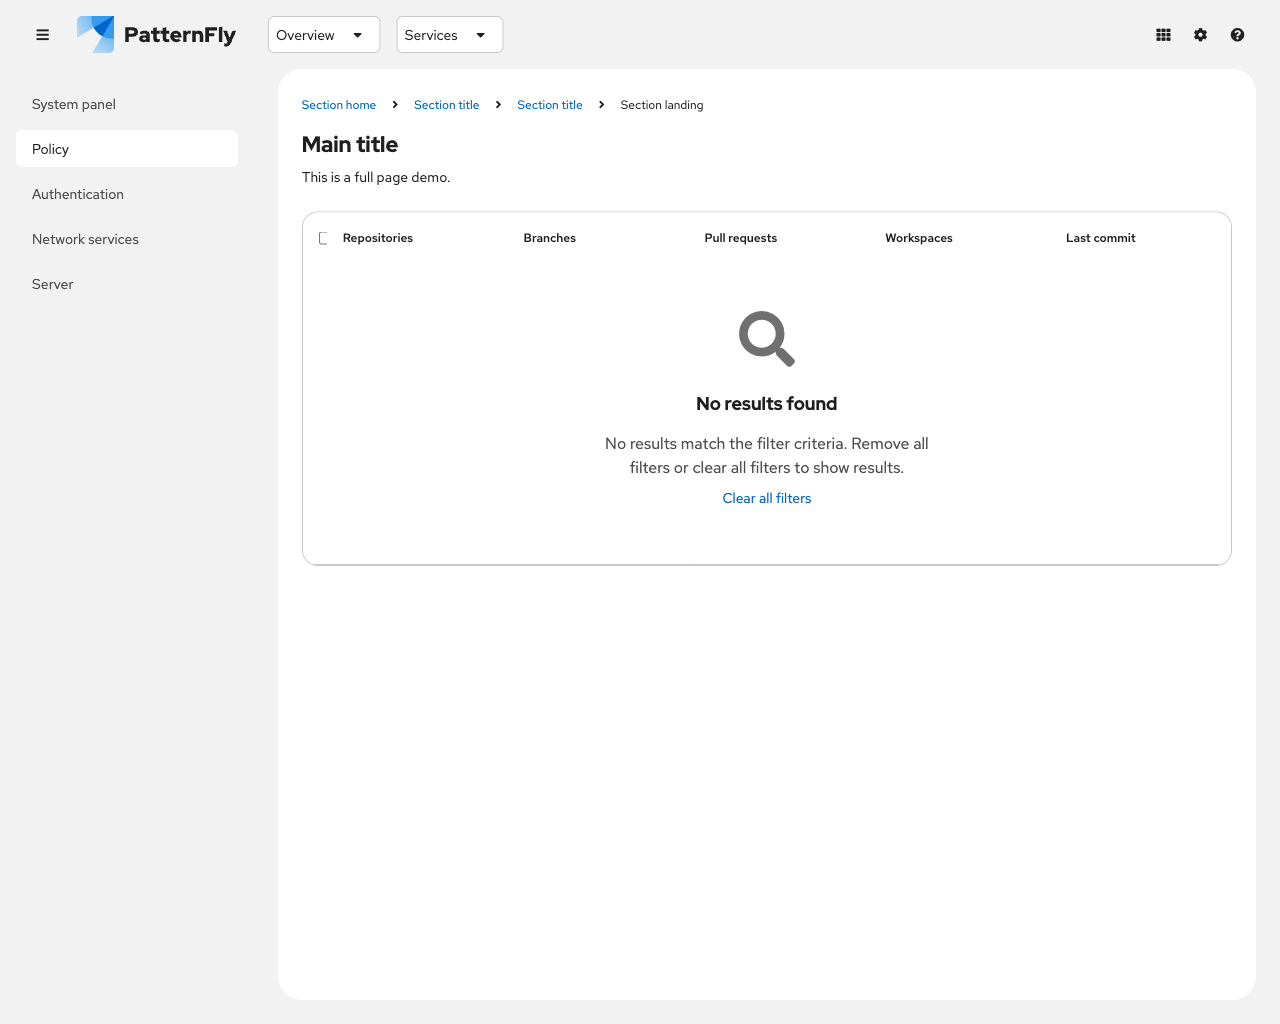 PatternFly
Overview
Services
System panel
Policy
Authentication
Network services
Server
Section home
Section title
Section title
Section landing
Main title
This is a full page demo.
Repositories
Branches
Pull requests
Workspaces
Last commit
No results found
No results match the filter criteria. Remove all
filters or clear all filters to show results.
Clear all filters